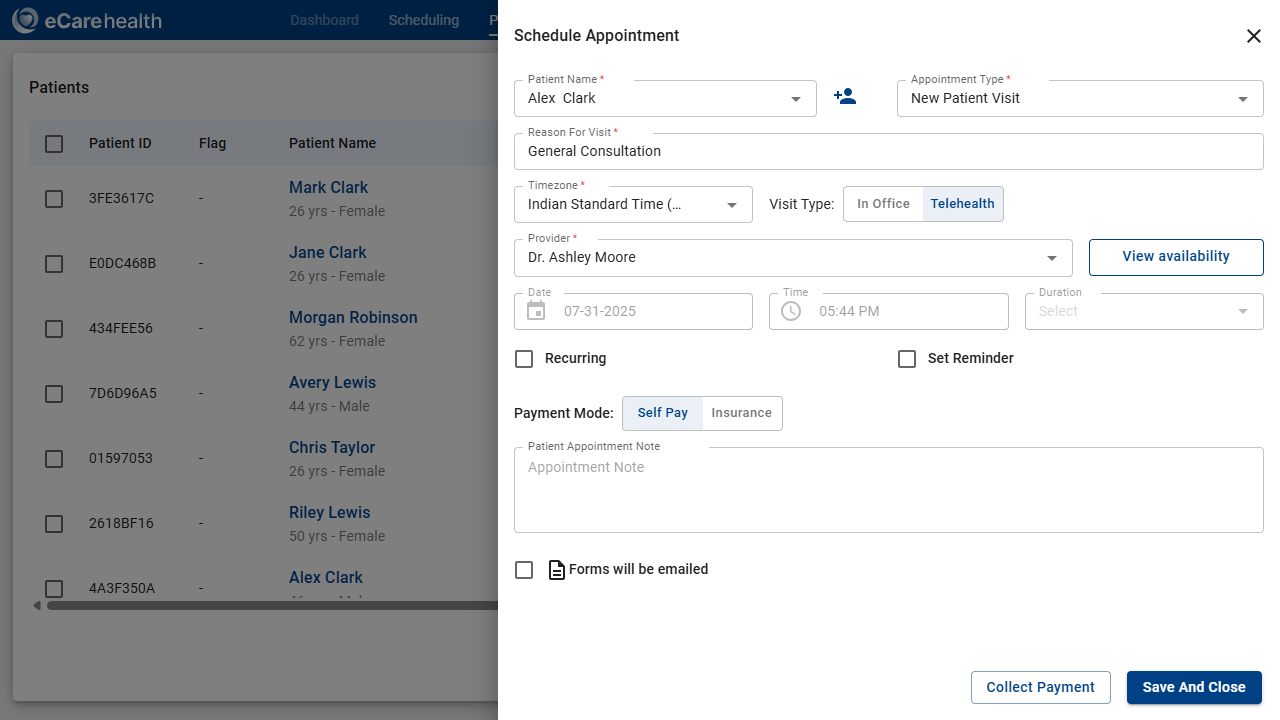 eCarehealth
Dashboard
Scheduling
P
Patients
Patient ID
Flag
Patient Name
3FE3617C
-
Mark Clark
26 yrs - Female
E0DC468B
-
Jane Clark
26 yrs - Female
434FEE56
-
Morgan Robinson
62 yrs - Female
7D6D96A5
-
Avery Lewis
44 yrs - Male
01597053
-
Chris Taylor
26 yrs - Female
2618BF16
-
Riley Lewis
50 yrs - Female
4A3F350A
-
Alex Clark
Schedule Appointment
Patient Name *
Alex Clark
Appointment Type *
New Patient Visit
Reason For Visit *
General Consultation
Timezone *
Indian Standard Time (...
Visit Type:
In Office
Telehealth
Provider *
Dr. Ashley Moore
View availability
Date
07-31-2025
Time
05:44 PM
Duration
Select
Recurring
Set Reminder
Payment Mode:
Self Pay
Insurance
Patient Appointment Note
Appointment Note
Forms will be emailed
Collect Payment
Save And Close